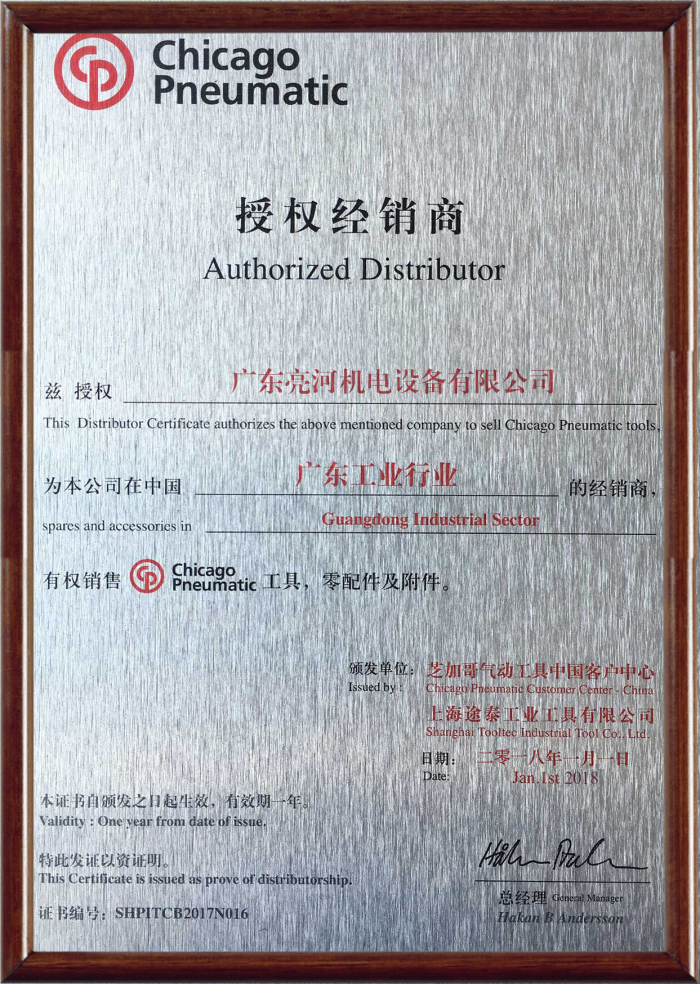 CP Chicago
Pneumatic
授权经销商
Authorized Distributor
兹 授权 广东亮河机电设备有限公司
This Distributor Certificate authorizes the above mentioned company to sell Chicago Pneumatic tools,
为本公司在中国 广东工业行业 的经销商，
spares and accessories in Guangdong Industrial Sector
有权销售 CP Chicago Pneumatic 工具，零配件及附件。
颁发单位： 芝加哥气动工具中国客户中心
Issued by : Chicago Pneumatic Customer Center - China
上海途泰工业工具有限公司
Shanghai Tooltec Industrial Tool Co., Ltd.
日期： 二零一八年一月一日
Date: Jan.1st 2018
本证书自颁发之日起生效，有效期一年。
Validity : One year from date of issue.
特此发证以资证明。
This Certificate is issued as prove of distributorship.
总经理 General Manager
证书编号：SHPITCB2017N016
Hakan B Andersson